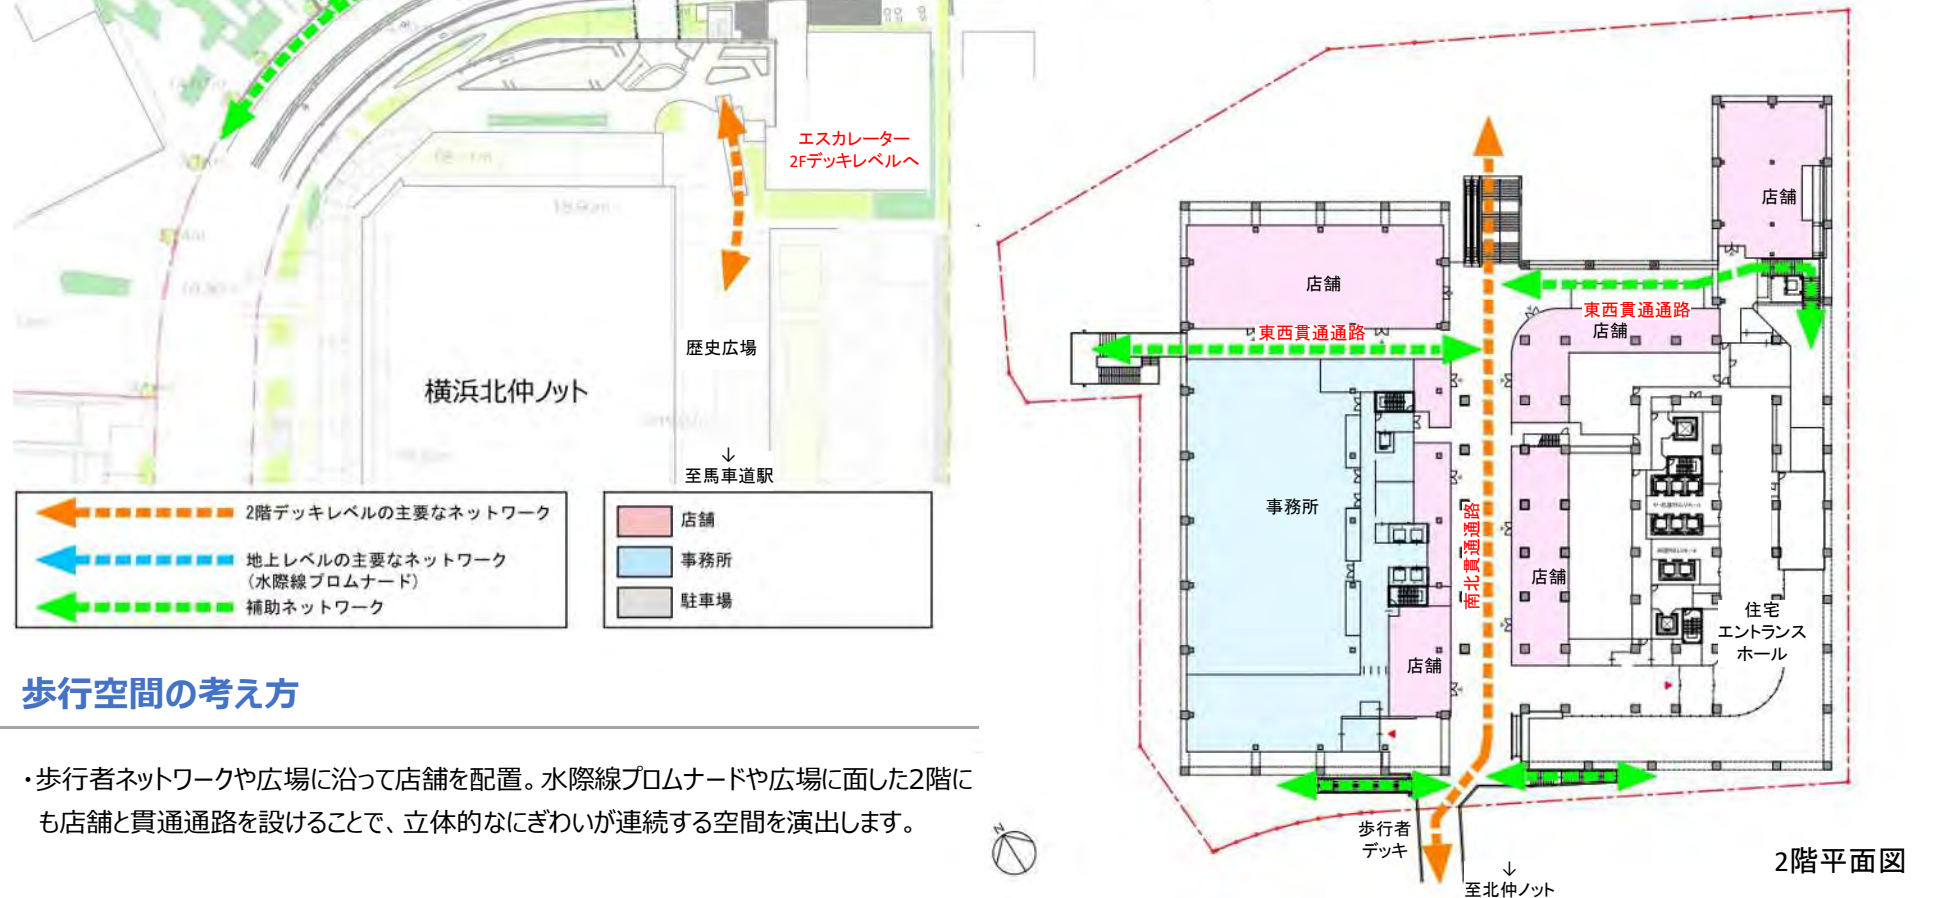 エスカレーター
2Fデッキレベルへ
歴史広場
横浜北仲ノット
↓
至馬車道駅
2階デッキレベルの主要なネットワーク
地上レベルの主要なネットワーク
（水際線プロムナード）
補助ネットワーク
店舗
事務所
駐車場
歩行空間の考え方
・歩行者ネットワークや広場に沿って店舗を配置。水際線プロムナードや広場に面した2階に
も店舗と貫通通路を設けることで、立体的なにぎわいが連続する空間を演出します。
店舗
店舗
東西貫通通路
東西貫通通路
店舗
事務所
南北貫通通路
店舗
店舗
住宅
エントランス
ホール
歩行者
デッキ
↓
至北仲ノット
N
2階平面図